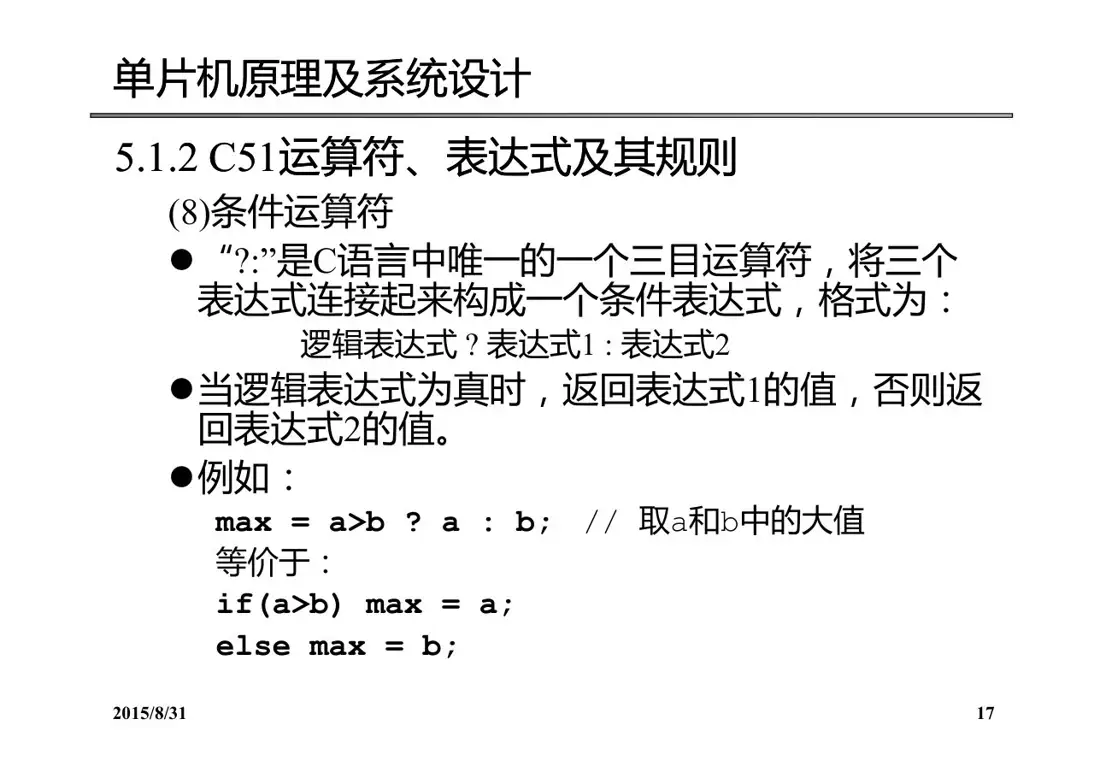 单片机原理及系统设计
5.1.2 C51运算符、表达式及其规则
(8)条件运算符
● “?:”是C语言中唯一的一个三目运算符，将三个
表达式连接起来构成一个条件表达式，格式为：
逻辑表达式 ? 表达式1 : 表达式2
●当逻辑表达式为真时，返回表达式1的值，否则返
回表达式2的值。
●例如：
max = a>b ? a : b; // 取a和b中的大值
等价于：
if(a>b) max = a;
else max = b;
2015/8/31
17